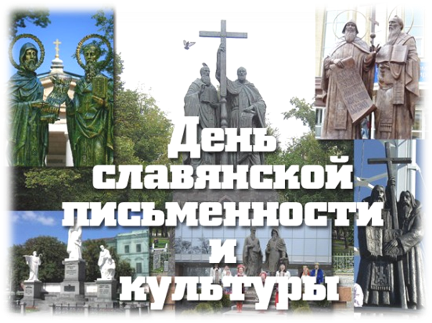 День
славянской
письменности
и
культуры